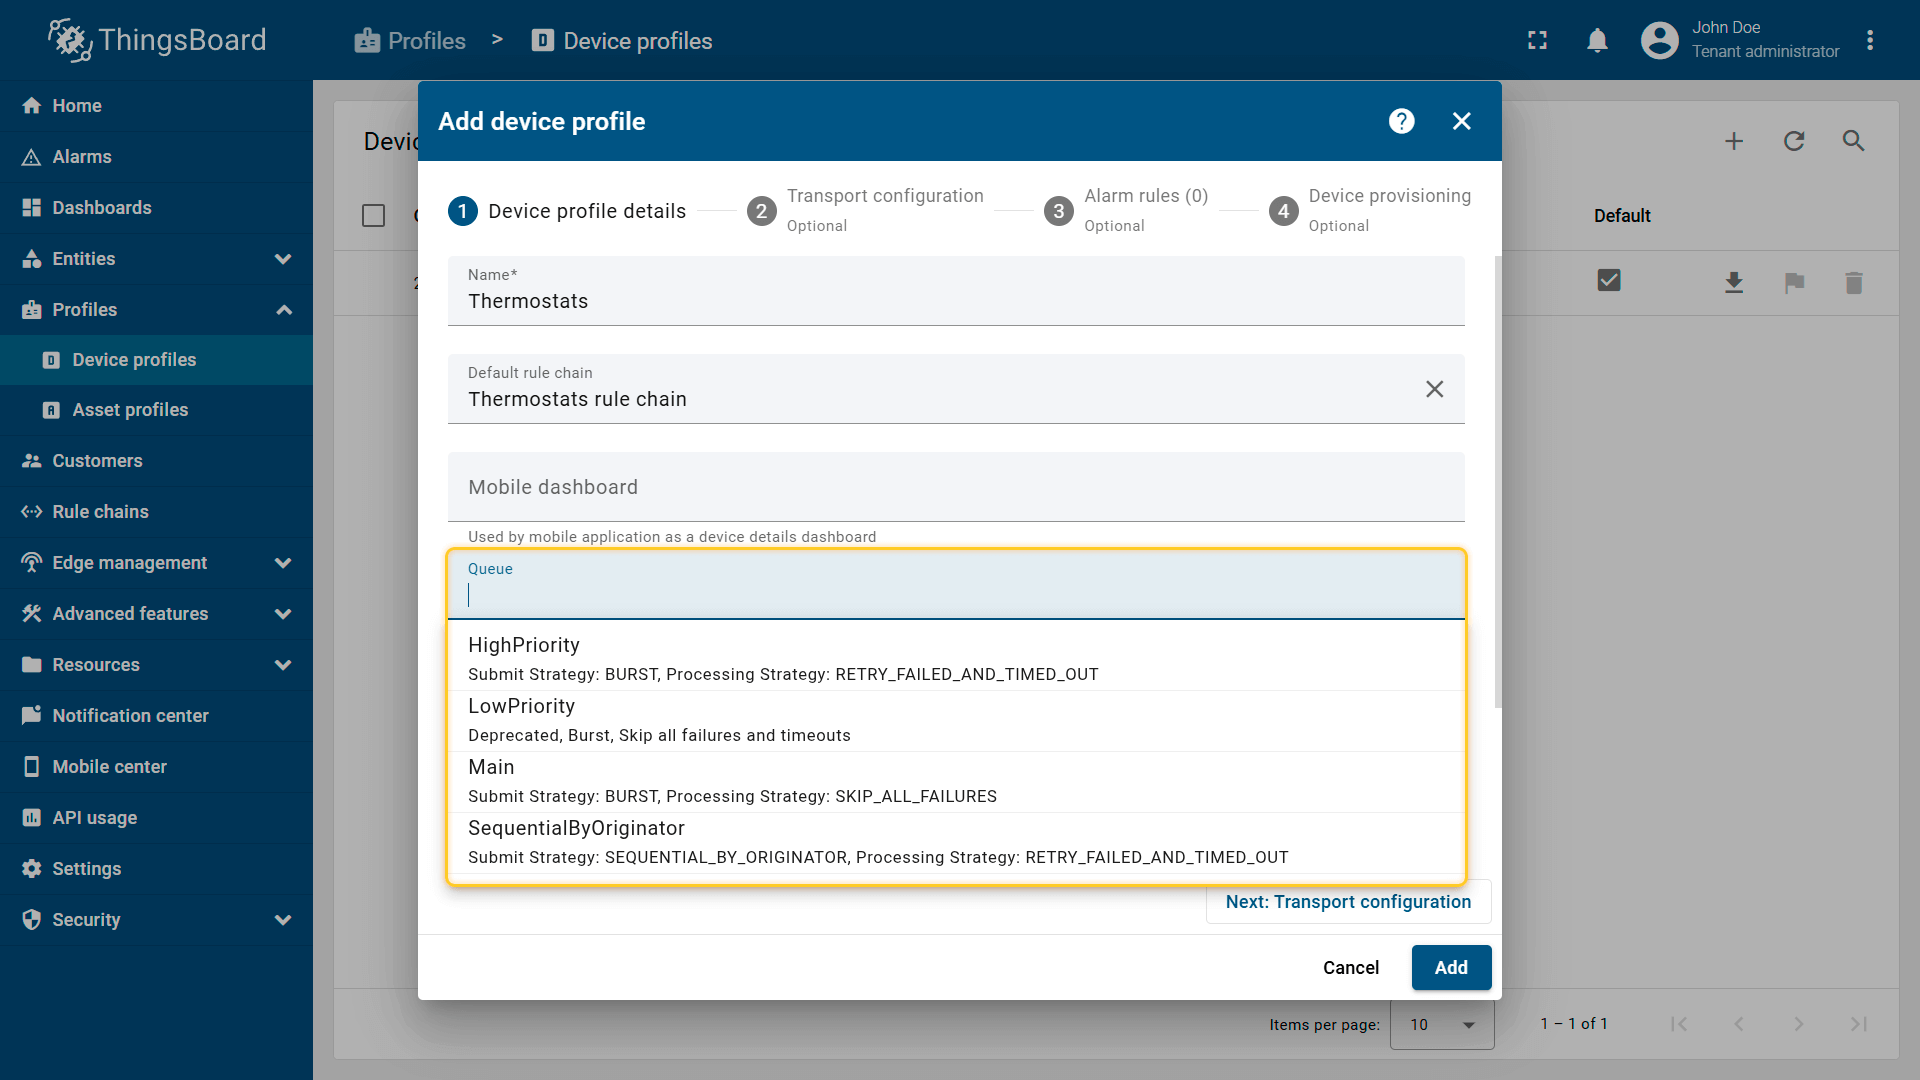 ThingsBoard
Profiles > D Device profiles
John Doe
Tenant administrator
Home
Alarms
Dashboards
Entities
Profiles
D Device profiles
A Asset profiles
Customers
Rule chains
Edge management
Advanced features
Resources
Notification center
Mobile center
API usage
Settings
Security
Devic
Default
Add device profile
?
1 Device profile details
2 Transport configuration
Optional
3 Alarm rules (0)
Optional
4 Device provisioning
Optional
Name*
Thermostats
Default rule chain
Thermostats rule chain
Mobile dashboard
Used by mobile application as a device details dashboard
Queue
HighPriority
Submit Strategy: BURST, Processing Strategy: RETRY_FAILED_AND_TIMED_OUT
LowPriority
Deprecated, Burst, Skip all failures and timeouts
Main
Submit Strategy: BURST, Processing Strategy: SKIP_ALL_FAILURES
SequentialByOriginator
Submit Strategy: SEQUENTIAL_BY_ORIGINATOR, Processing Strategy: RETRY_FAILED_AND_TIMED_OUT
Next: Transport configuration
Cancel
Add
Items per page: 10
1 – 1 of 1